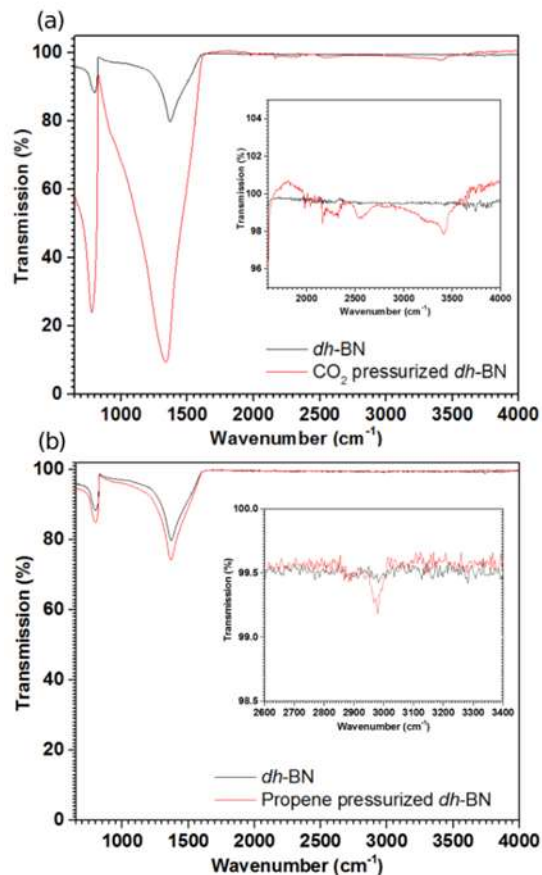 (a)
100
80
60
40
20
0
Transmission (%)
104
102
100
98
96
Transmission (%)
2000 2500 3000 3500 4000
Wavenumber (cm⁻¹)
dh-BN
CO₂ pressurized dh-BN
1000 1500 2000 2500 3000 3500 4000
Wavenumber (cm⁻¹)
(b)
100
80
60
40
20
0
Transmission (%)
100.0
99.5
99.0
98.5
Transmission (%)
2600 2700 2800 2900 3000 3100 3200 3300 3400
Wavenumber (cm⁻¹)
dh-BN
Propene pressurized dh-BN
1000 1500 2000 2500 3000 3500 4000
Wavenumber (cm⁻¹)